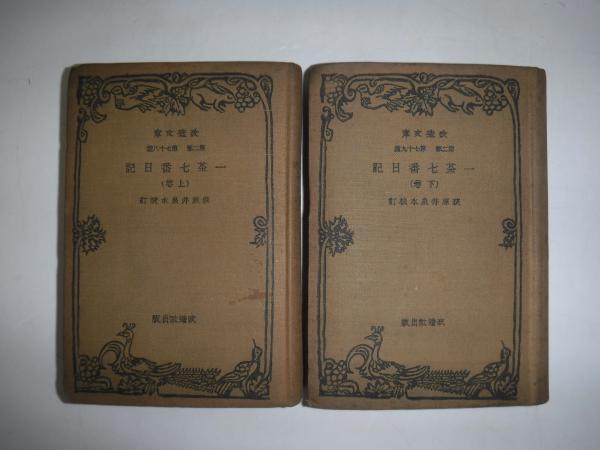 改造文庫
第二部 第七十八篇
一茶七番日記
(上巻)
荻原井泉水校訂
改造社出版
改造文庫
第二部 第七十九篇
一茶七番日記
(下巻)
荻原井泉水校訂
改造社出版